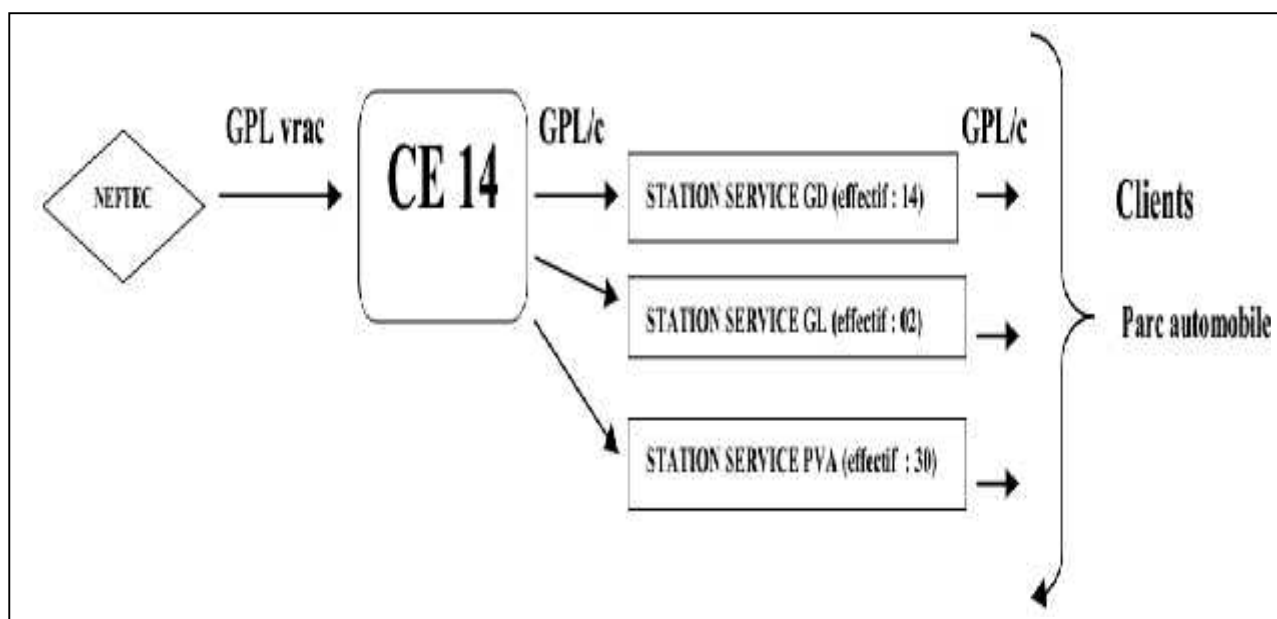 GPL vrac
GPL/c
GPL/c
NEFTEC
CE 14
STATION SERVICE GD (effectif : 14)
Clients
STATION SERVICE GL (effectif : 02)
Parc automobile
STATION SERVICE PVA (effectif : 30)